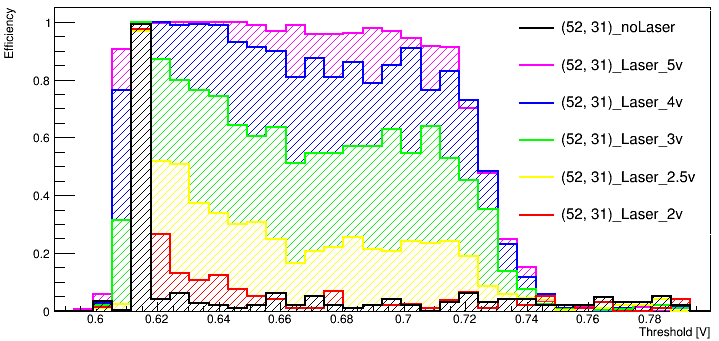 Efficiency
1
0.8
0.6
0.4
0.2
0
(52, 31)_noLaser
(52, 31)_Laser_5v
(52, 31)_Laser_4v
(52, 31)_Laser_3v
(52, 31)_Laser_2.5v
(52, 31)_Laser_2v
0.6 0.62 0.64 0.66 0.68 0.7 0.72 0.74 0.76 0.78
Threshold [V]